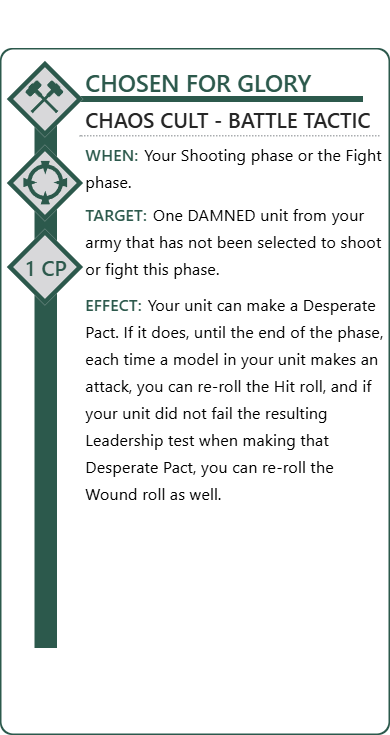 CHOSEN FOR GLORY
CHAOS CULT - BATTLE TACTIC
WHEN: Your Shooting phase or the Fight
phase.
TARGET: One DAMNED unit from your
army that has not been selected to shoot
or fight this phase.
1 CP
EFFECT: Your unit can make a Desperate
Pact. If it does, until the end of the phase,
each time a model in your unit makes an
attack, you can re-roll the Hit roll, and if
your unit did not fail the resulting
Leadership test when making that
Desperate Pact, you can re-roll the
Wound roll as well.